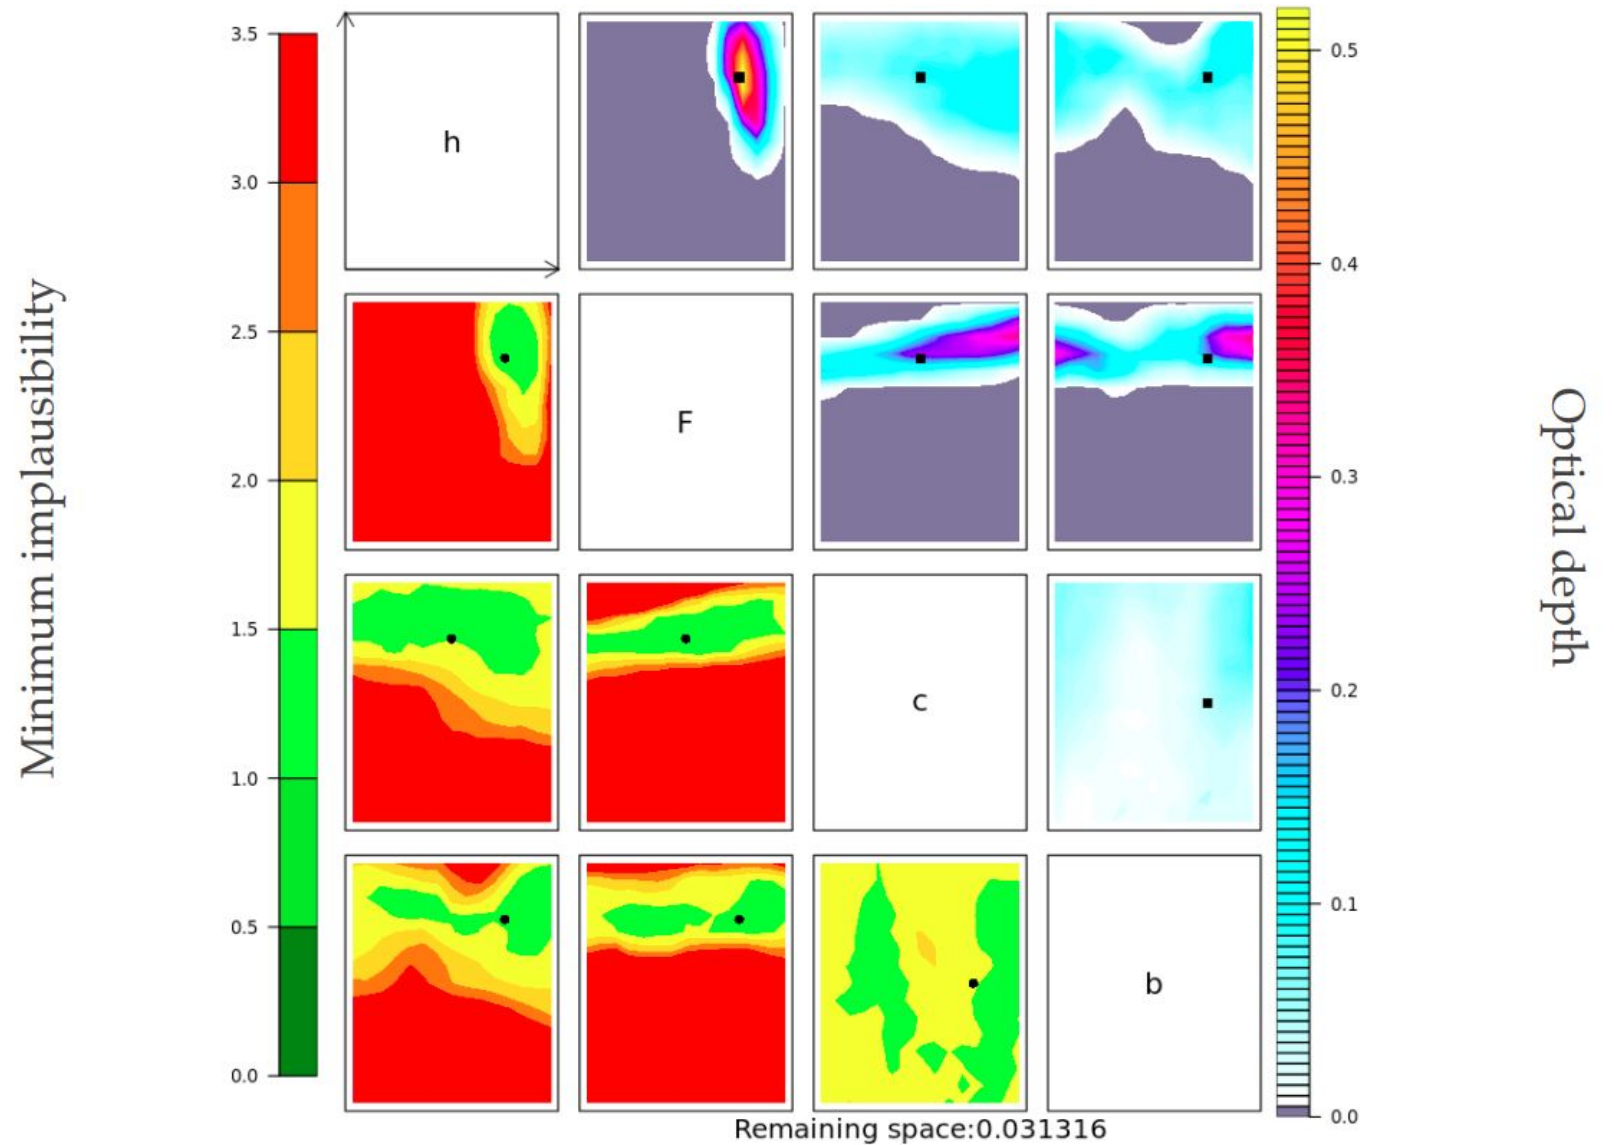 Minimum implausibility
3.5
3.0
2.5
2.0
1.5
1.0
0.5
0.0
h
F
c
b
0.5
0.4
0.3
0.2
0.1
0.0
Optical depth
Remaining space:0.031316